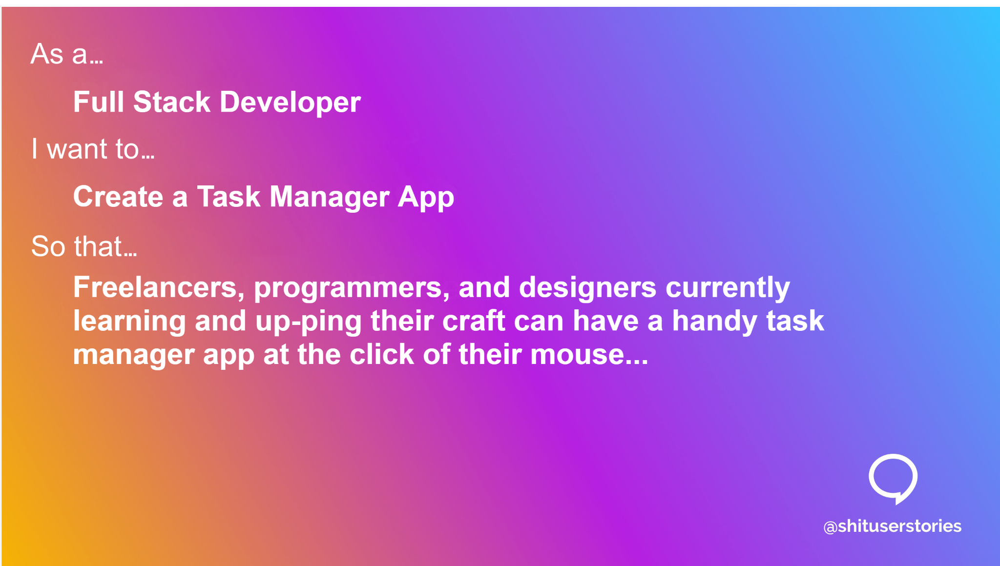 As a…
Full Stack Developer
I want to…
Create a Task Manager App
So that…
Freelancers, programmers, and designers currently
learning and up-ping their craft can have a handy task
manager app at the click of their mouse...
@shituserstories